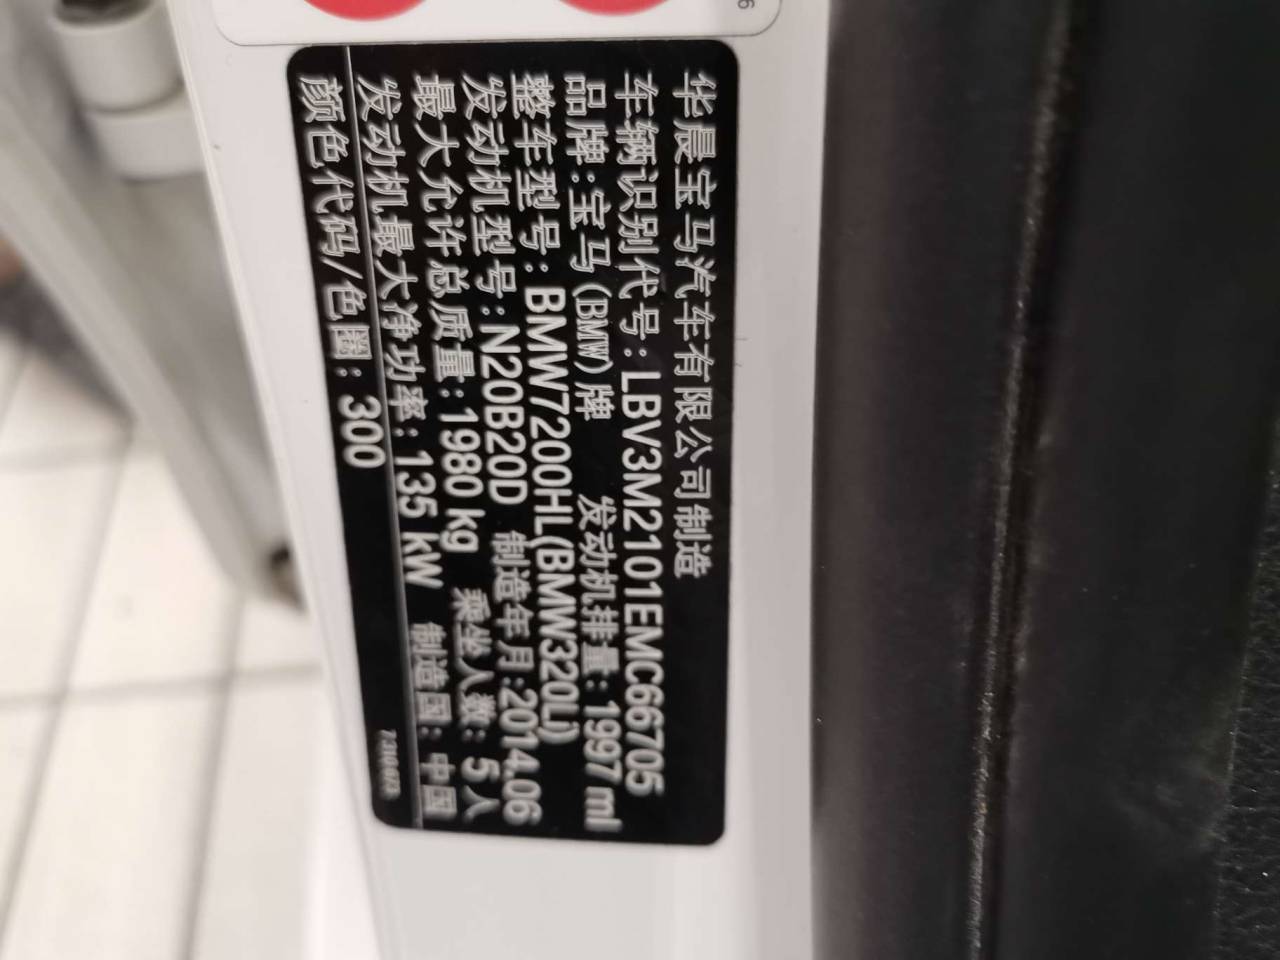 华晨宝马汽车有限公司制造
车辆识别代号:LBV3M2101EMC66705
品牌:宝马(BMW)牌 发动机排量:1997 ml
整车型号:BMW7200HL(BMW320Li)
发动机型号:N20B20D 制造年月:2014.06
最大允许总质量:1980 kg 乘坐人数:5人
发动机最大净功率:135 kW 制造国:中国
颜色代码/色圈:300
6